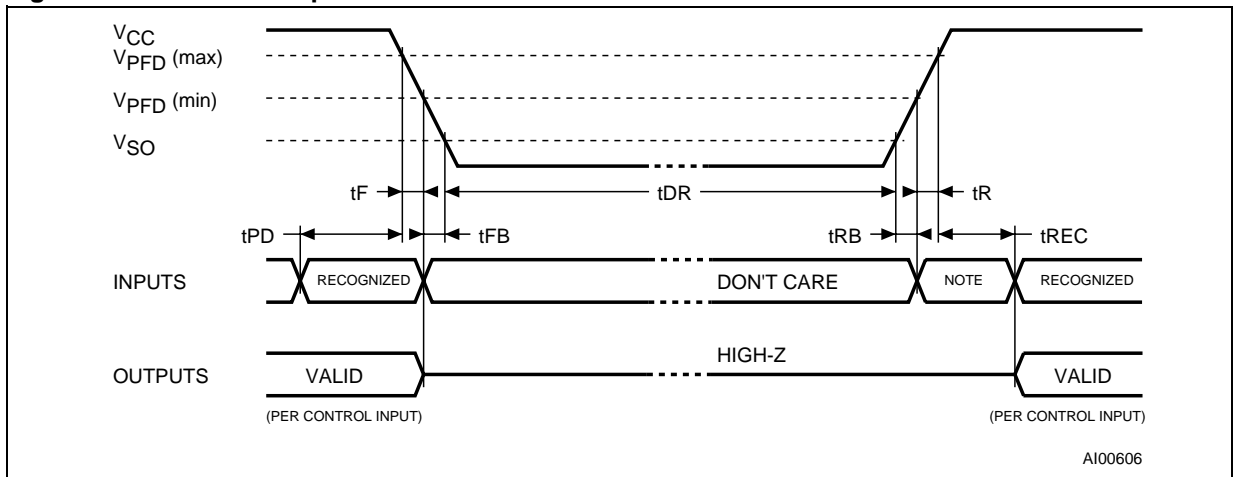 VCC
VPFD (max)
VPFD (min)
VSO
tF
tDR
tR
tPD
tFB
tRB
tREC
INPUTS
RECOGNIZED
DON'T CARE
NOTE
RECOGNIZED
HIGH-Z
OUTPUTS
VALID
VALID
(PER CONTROL INPUT)
(PER CONTROL INPUT)
AI00606